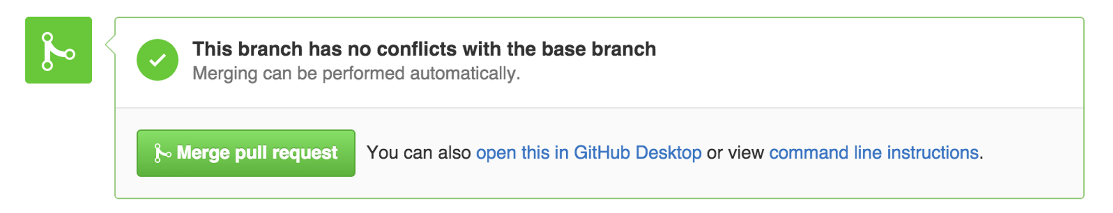 This branch has no conflicts with the base branch
Merging can be performed automatically.
Merge pull request You can also open this in GitHub Desktop or view command line instructions.